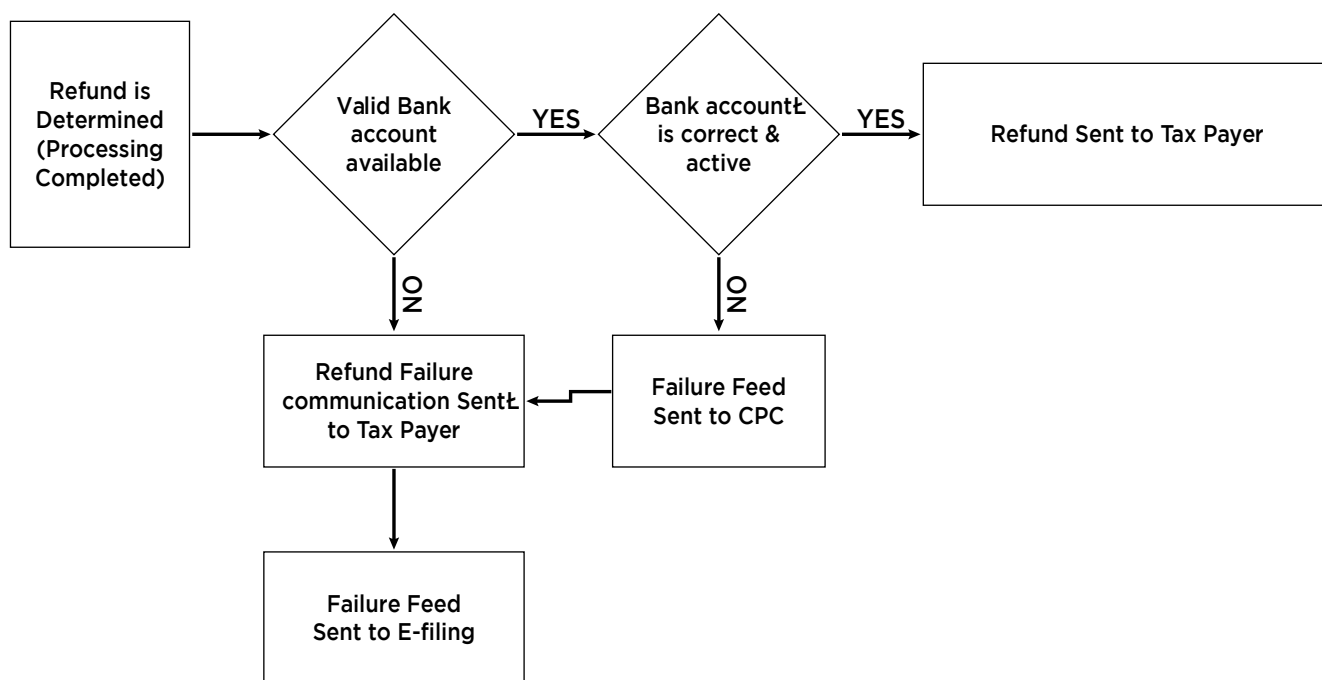 Refund is
Determined
(Processing
Completed)
Valid Bank
account
available
YES
Bank accountŁ
is correct &
active
YES
Refund Sent to Tax Payer
NO
NO
Refund Failure
communication SentŁ
to Tax Payer
Failure Feed
Sent to CPC
Failure Feed
Sent to E-filing